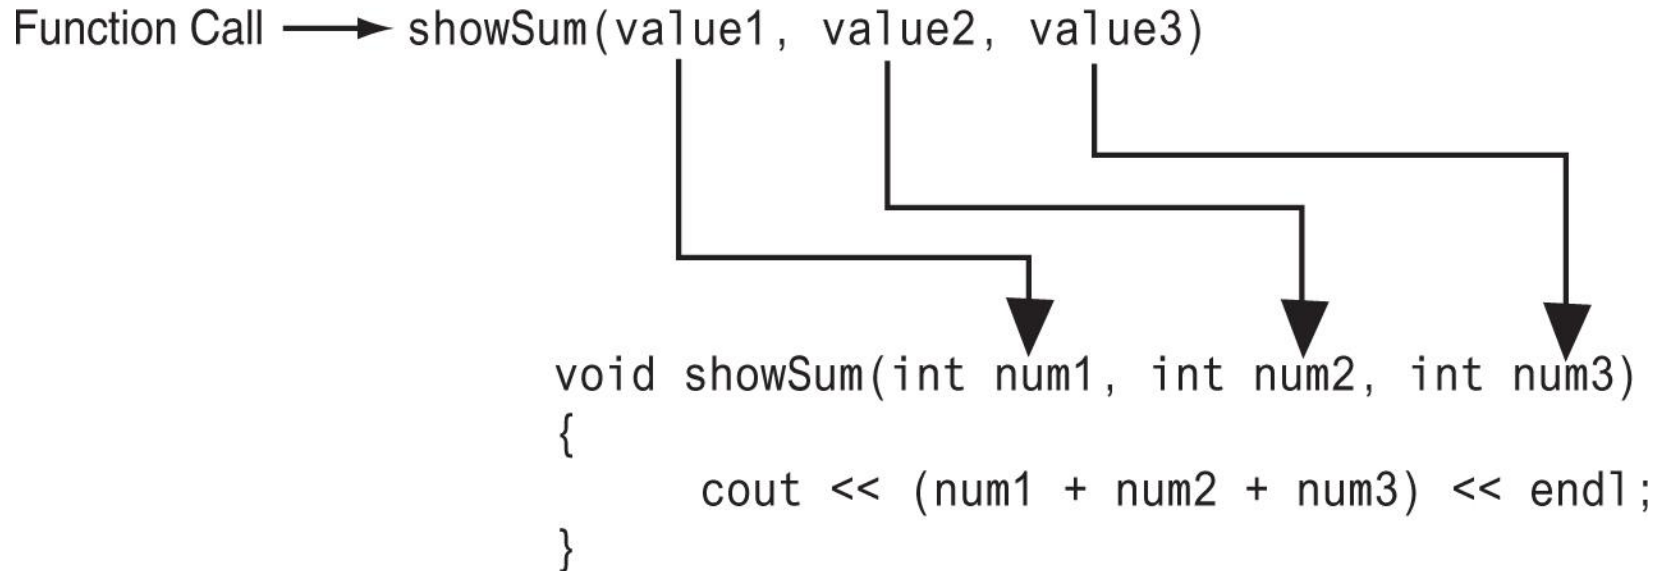 Function Call showSum(value1, value2, value3)
void showSum(int num1, int num2, int num3)
{
cout << (num1 + num2 + num3) << endl;
}